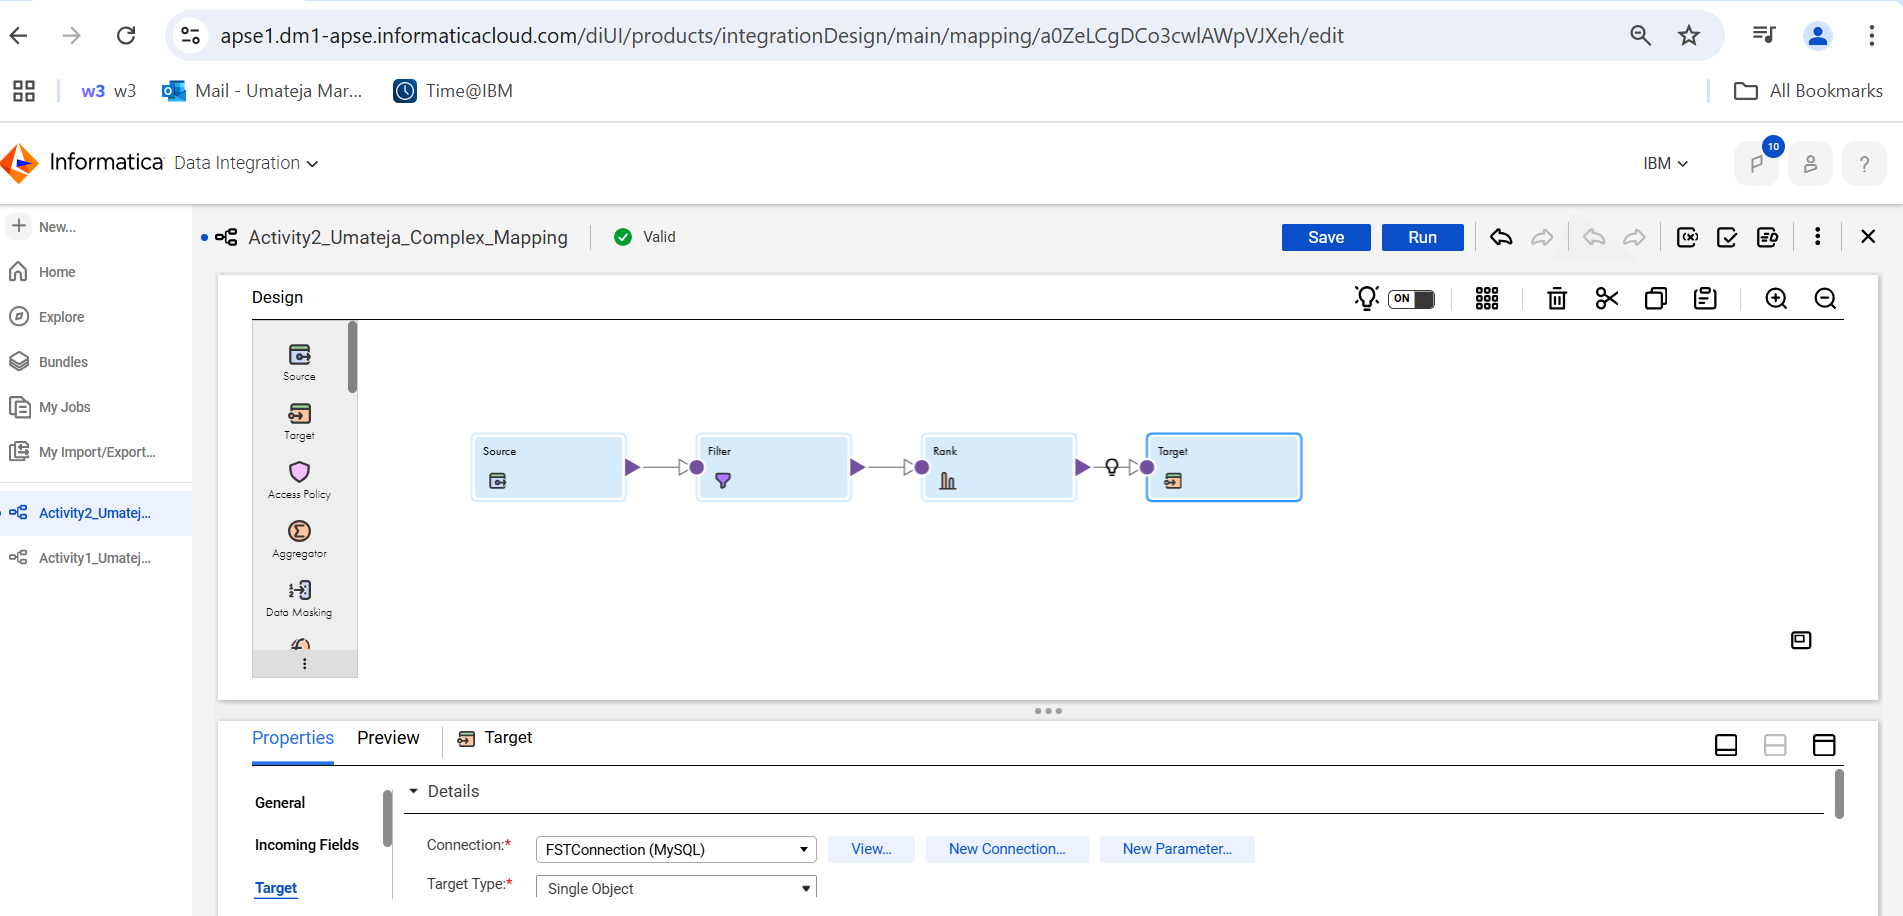 apse1.dm1-apse.informaticacloud.com/diUI/products/integrationDesign/main/mapping/a0ZeLCgDCo3cwlAWpVJXeh/edit
w3 w3 Mail - Umateja Mar... Time@IBM All Bookmarks
Informatica Data Integration IBM 10 ?
New...
Home
Explore
Bundles
My Jobs
My Import/Export...
Activity2_Umatej...
Activity1_Umatej...
Activity2_Umateja_Complex_Mapping Valid Save Run
Design ON
Source
Target
Access Policy
Aggregator
Data Masking
Source Filter Rank Target
Properties Preview Target
General
Incoming Fields
Target
Details
Connection:* FSTConnection (MySQL) View... New Connection... New Parameter...
Target Type:* Single Object